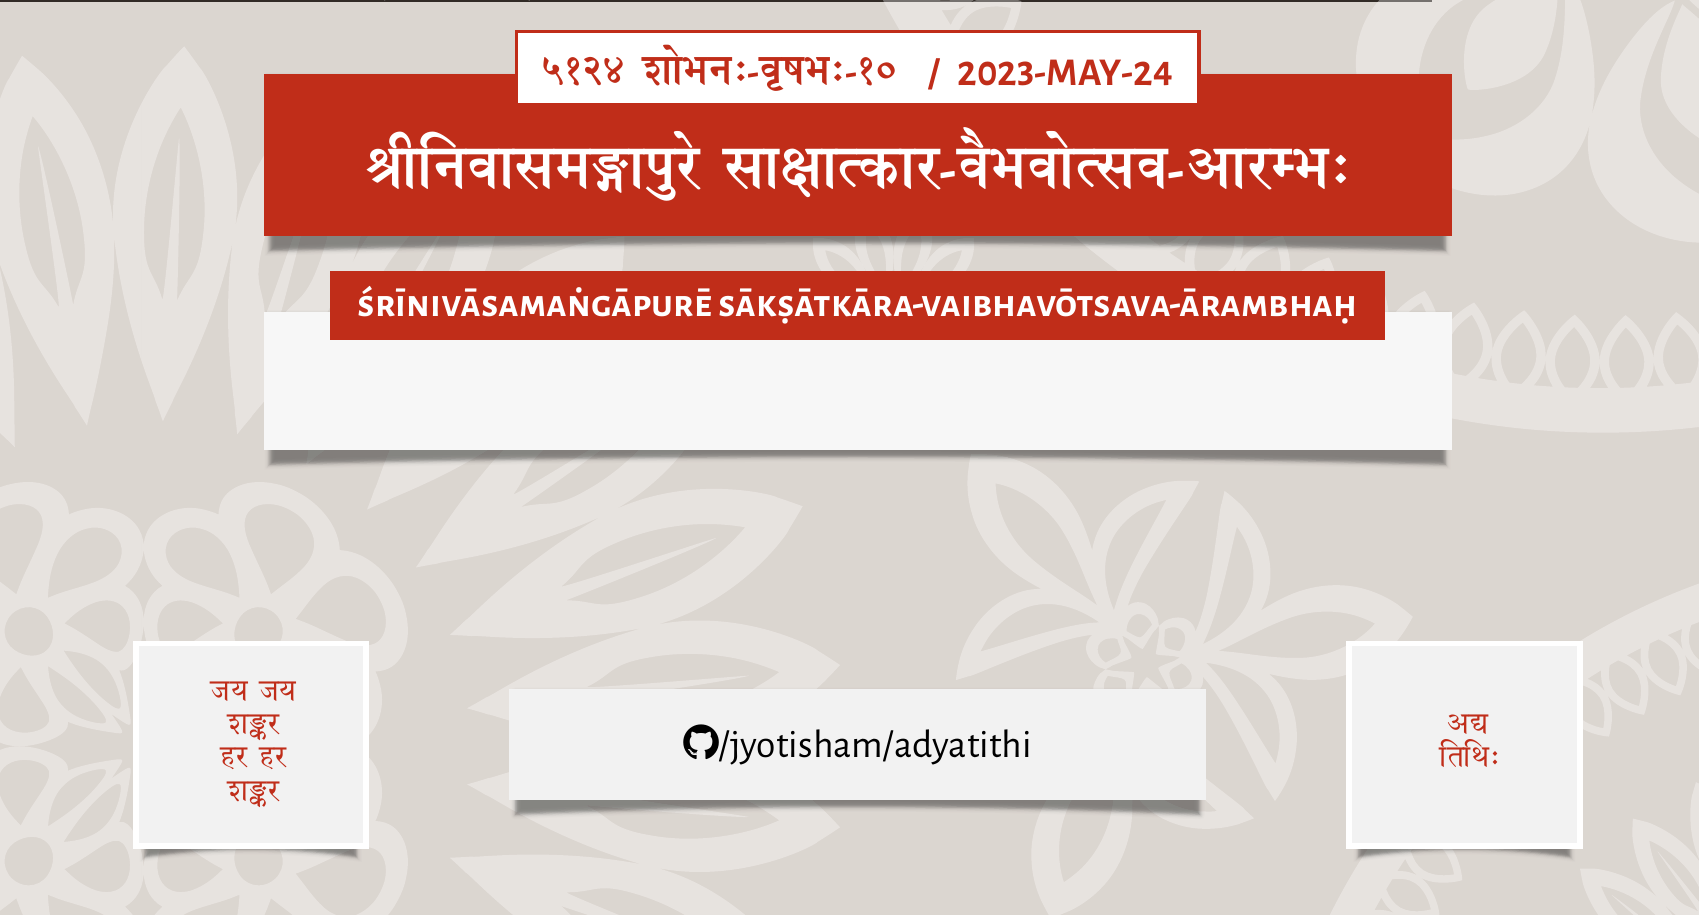 ५१२४ शोभनः-वृषभः-१० / 2023-MAY-24
श्रीनिवासमङ्गापुरे साक्षात्कार-वैभवोत्सव-आरम्भः
ŚRĪNIVĀSAMAṄGĀPURĒ SĀKṢĀTKĀRA-VAIBHAVŌTSAVA-ĀRAMBHAḤ
जय जय
शङ्कर
हर हर
शङ्कर
/jyotisham/adyatithi
अद्य
तिथिः